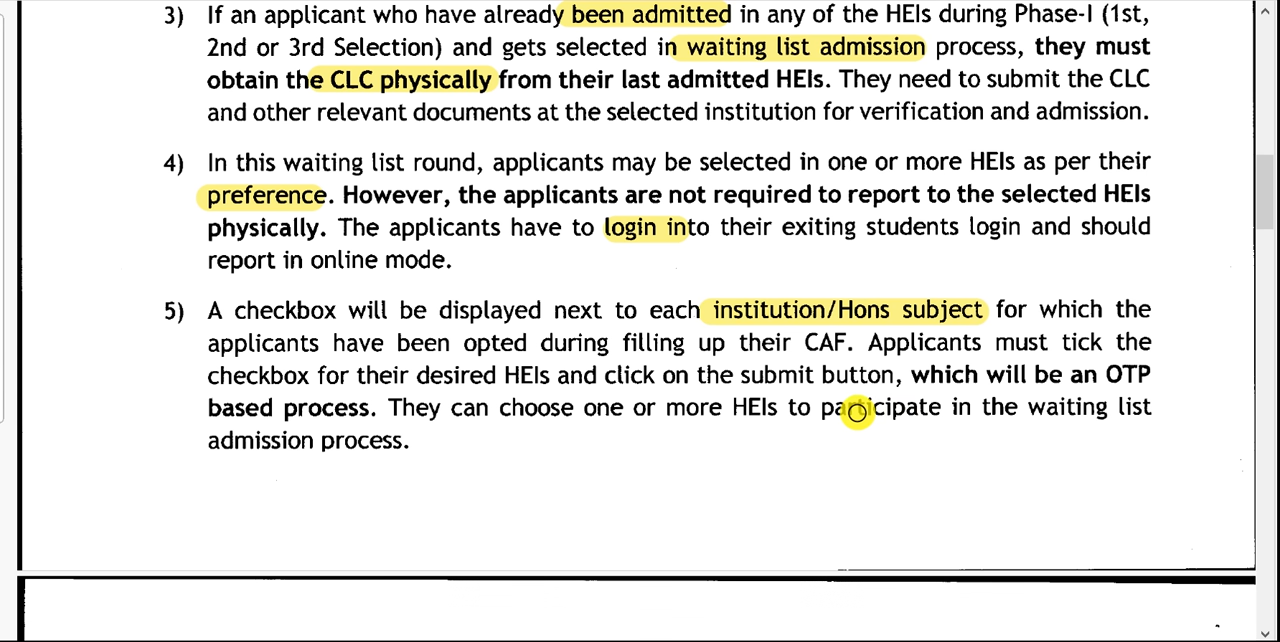 3) If an applicant who have already been admitted in any of the HEIs during Phase-I (1st,
2nd or 3rd Selection) and gets selected in waiting list admission process, they must
obtain the CLC physically from their last admitted HEIs. They need to submit the CLC
and other relevant documents at the selected institution for verification and admission.
4) In this waiting list round, applicants may be selected in one or more HEIs as per their
preference. However, the applicants are not required to report to the selected HEIs
physically. The applicants have to login into their exiting students login and should
report in online mode.
5) A checkbox will be displayed next to each institution/Hons subject for which the
applicants have been opted during filling up their CAF. Applicants must tick the
checkbox for their desired HEIs and click on the submit button, which will be an OTP
based process. They can choose one or more HEIs to participate in the waiting list
admission process.